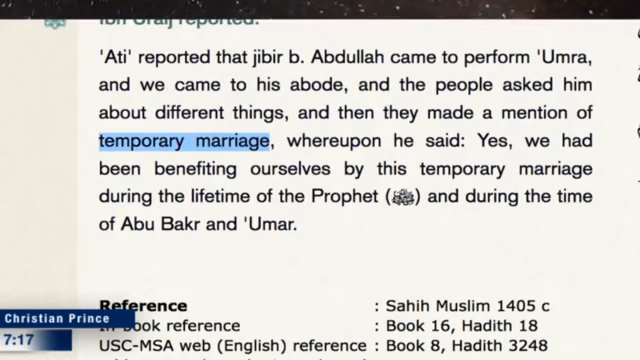 Ibn Uraij reported:
'Ati' reported that jibir b. Abdullah came to perform 'Umra,
and we came to his abode, and the people asked him
about different things, and then they made a mention of
temporary marriage, whereupon he said: Yes, we had
been benefiting ourselves by this temporary marriage
during the lifetime of the Prophet (ﷺ) and during the time
of Abu Bakr and 'Umar.
Reference : Sahih Muslim 1405 c
In-book reference : Book 16, Hadith 18
USC-MSA web (English) reference : Book 8, Hadith 3248
Christian Prince
7:17